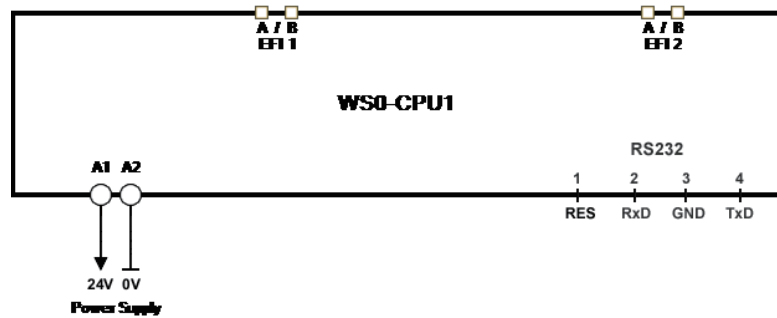 A / B A / B
EFI 1 EFI 2
WS0-CPU1
RS232
A1 A2
1 2 3 4
RES RxD GND TxD
24V 0V
Power Supply